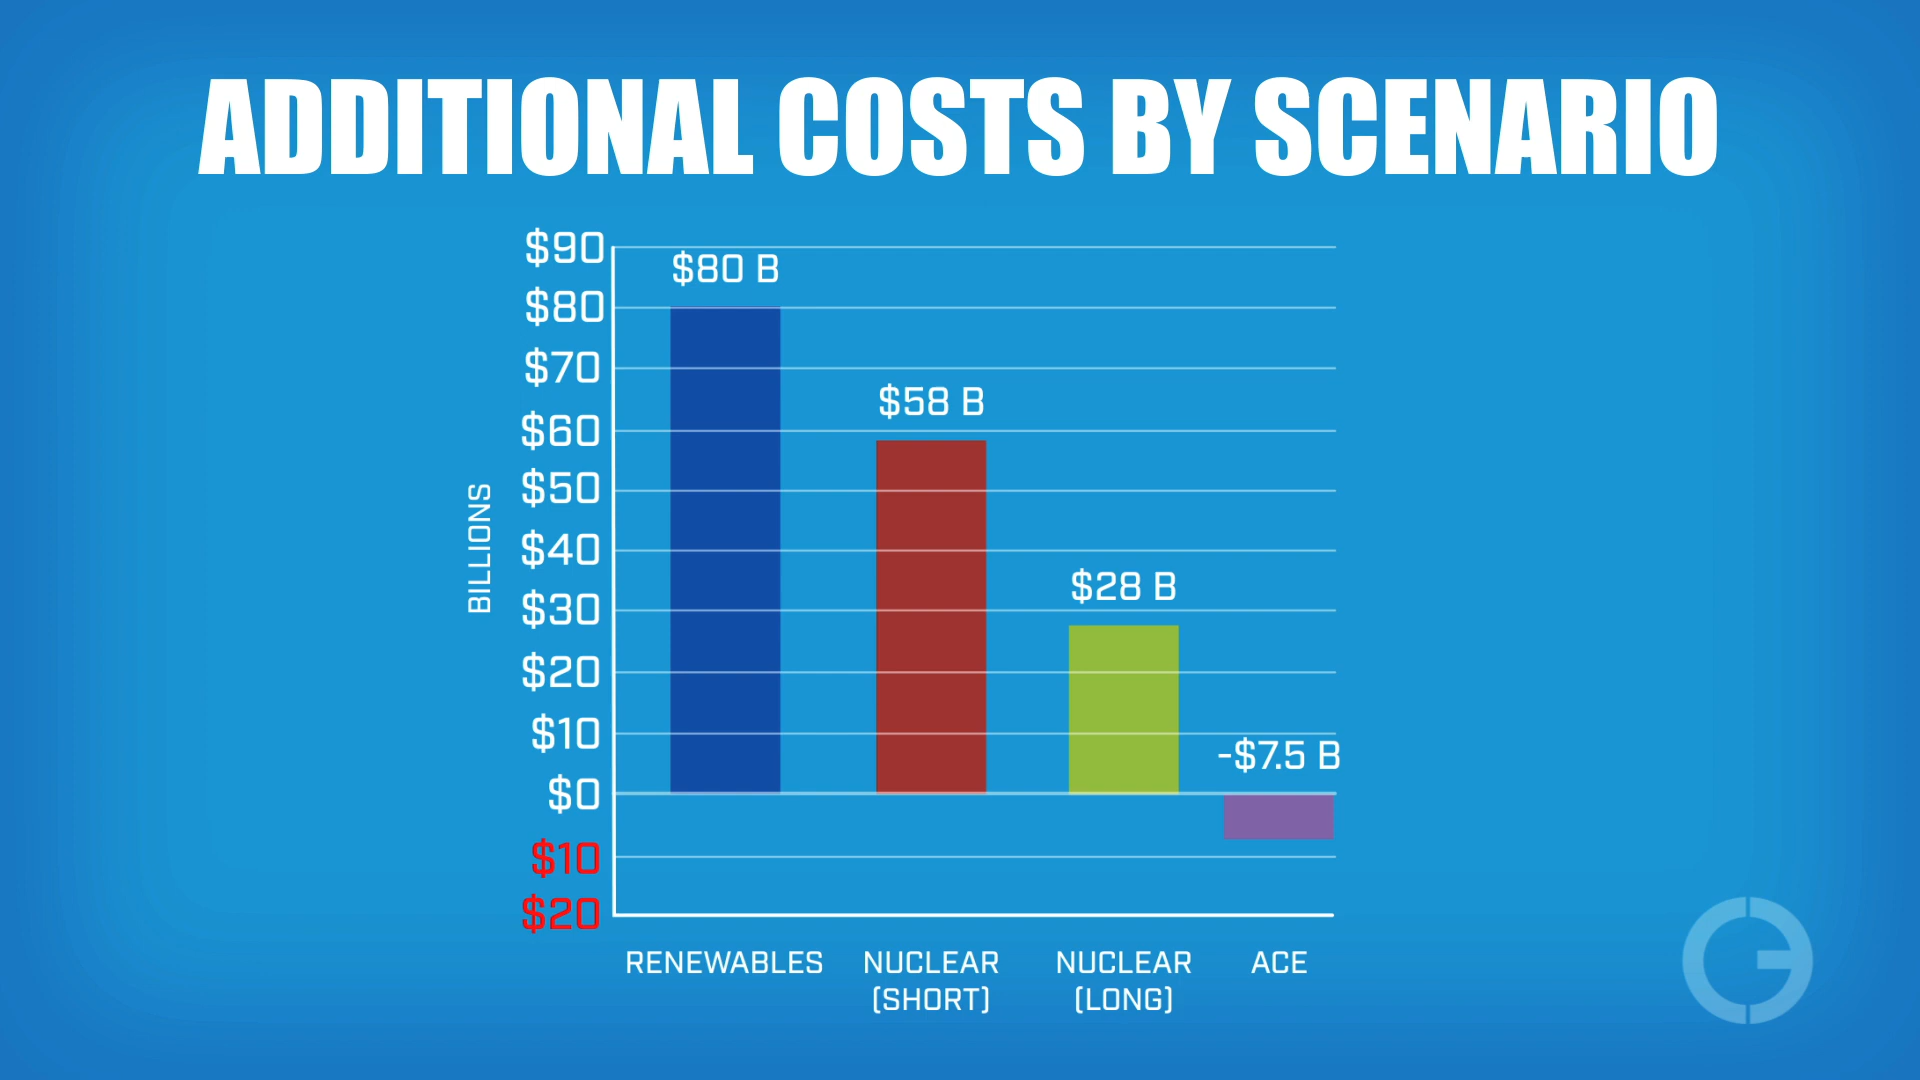 ADDITIONAL COSTS BY SCENARIO
$90
$80 B
$80
$70
$58 B
$60
$50
$40
$28 B
$30
$20
$10
-$7.5 B
$0
$10
$20
BILLIONS
RENEWABLES
NUCLEAR
(SHORT)
NUCLEAR
(LONG)
ACE